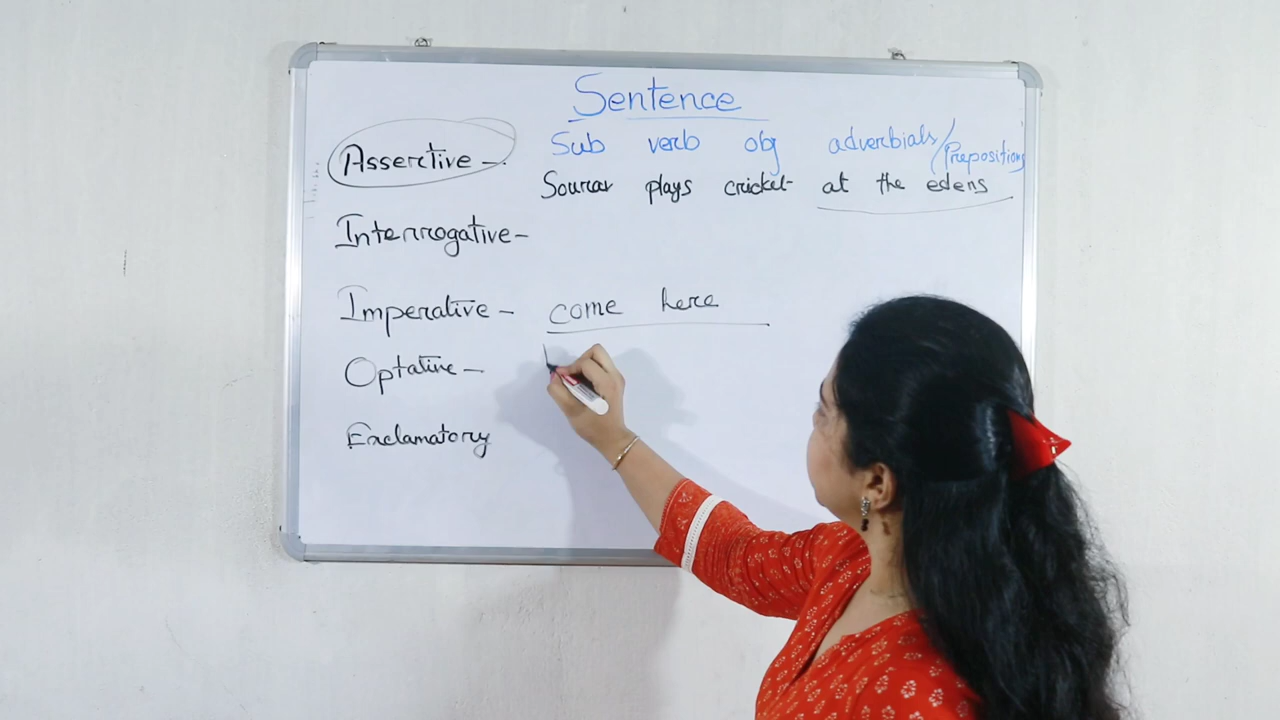 Sentence
Sub verb obj adverbials/Prepositions
Assertive -
Sourav plays cricket at the edens
Interrogative -
Imperative - come here
Optative -
Exclamatory